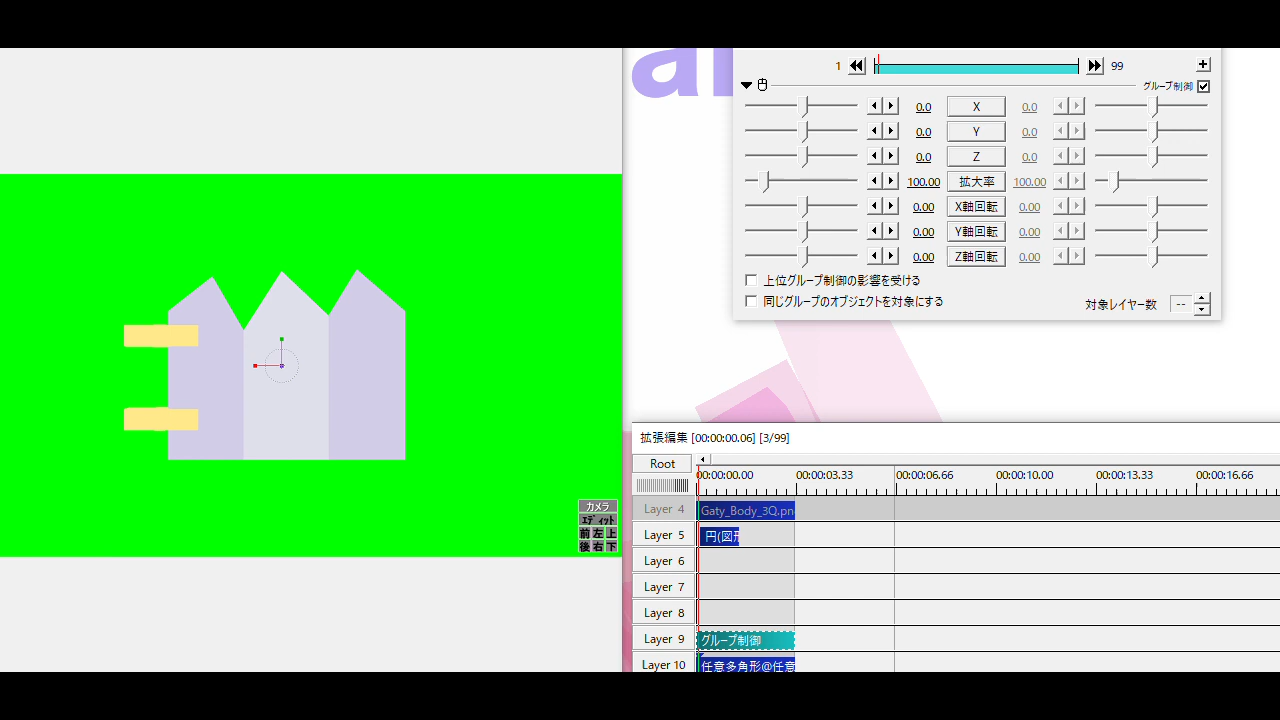 1
99
グループ制御
0.0 X 0.0
0.0 Y 0.0
0.0 Z 0.0
100.00 拡大率 100.00
0.00 X軸回転 0.00
0.00 Y軸回転 0.00
0.00 Z軸回転 0.00
上位グループ制御の影響を受ける
同じグループのオブジェクトを対象にする
対象レイヤー数 --
カメラ
ｴﾃﾞｨｯﾄ
前 左 上
後 右 下
拡張編集 [00:00:00.06] [3/99]
Root
00:00:00.00 00:00:03.33 00:00:06.66 00:00:10.00 00:00:13.33 00:00:16.66
Layer 4 Gaty_Body_3Q.pn
Layer 5 円(図形
Layer 6
Layer 7
Layer 8
Layer 9 グループ制御
Layer 10 任意多角形@任意